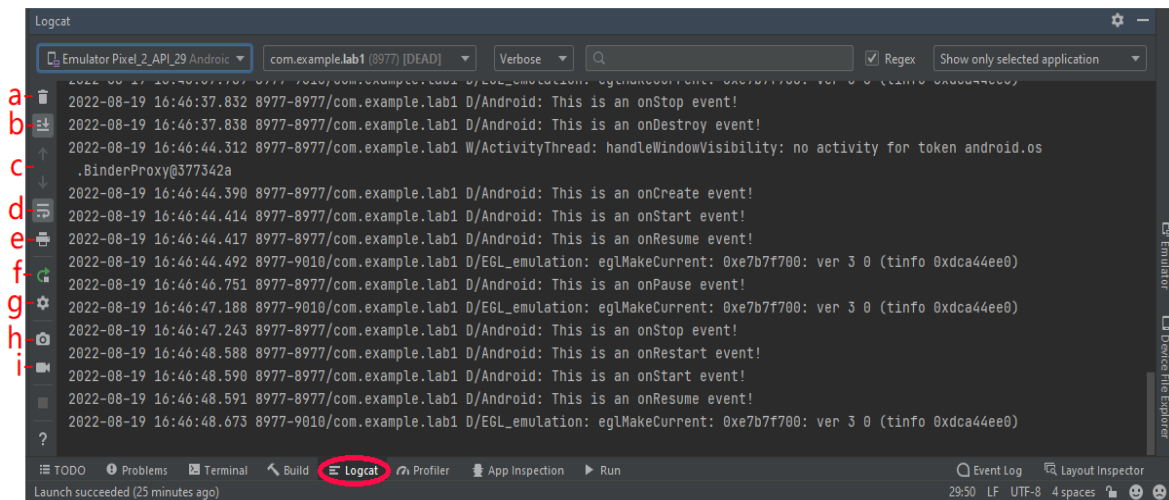 Logcat
Emulator Pixel_2_API_29 Androic
com.example.lab1 (8977) [DEAD]
Verbose
Regex
Show only selected application
a
b
c
d
e
f
g
h
i
2022-08-19 16:46:37.832 8977-8977/com.example.lab1 D/Android: This is an onStop event!
2022-08-19 16:46:37.838 8977-8977/com.example.lab1 D/Android: This is an onDestroy event!
2022-08-19 16:46:44.312 8977-8977/com.example.lab1 W/ActivityThread: handleWindowVisibility: no activity for token android.os
.BinderProxy@377342a
2022-08-19 16:46:44.390 8977-8977/com.example.lab1 D/Android: This is an onCreate event!
2022-08-19 16:46:44.414 8977-8977/com.example.lab1 D/Android: This is an onStart event!
2022-08-19 16:46:44.417 8977-8977/com.example.lab1 D/Android: This is an onResume event!
2022-08-19 16:46:44.492 8977-9010/com.example.lab1 D/EGL_emulation: eglMakeCurrent: 0xe7b7f700: ver 3 0 (tinfo 0xdca44ee0)
2022-08-19 16:46:46.751 8977-8977/com.example.lab1 D/Android: This is an onPause event!
2022-08-19 16:46:47.188 8977-9010/com.example.lab1 D/EGL_emulation: eglMakeCurrent: 0xe7b7f700: ver 3 0 (tinfo 0xdca44ee0)
2022-08-19 16:46:47.243 8977-8977/com.example.lab1 D/Android: This is an onStop event!
2022-08-19 16:46:48.588 8977-8977/com.example.lab1 D/Android: This is an onRestart event!
2022-08-19 16:46:48.590 8977-8977/com.example.lab1 D/Android: This is an onStart event!
2022-08-19 16:46:48.591 8977-8977/com.example.lab1 D/Android: This is an onResume event!
2022-08-19 16:46:48.673 8977-9010/com.example.lab1 D/EGL_emulation: eglMakeCurrent: 0xe7b7f700: ver 3 0 (tinfo 0xdca44ee0)
Emulator
Device File Explorer
?
TODO
Problems
Terminal
Build
Logcat
Profiler
App Inspection
Run
Event Log
Layout Inspector
Launch succeeded (25 minutes ago)
29:50 LF UTF-8 4 spaces